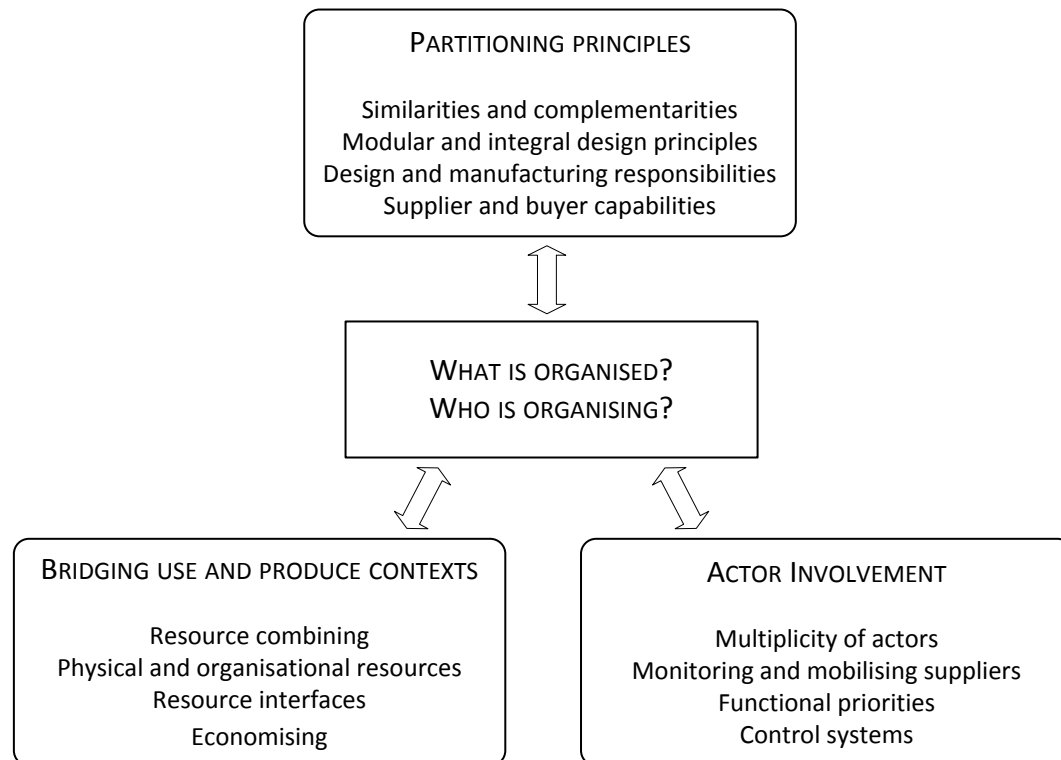 PARTITIONING PRINCIPLES
Similarities and complementarities
Modular and integral design principles
Design and manufacturing responsibilities
Supplier and buyer capabilities
WHAT IS ORGANISED?
WHO IS ORGANISING?
BRIDGING USE AND PRODUCE CONTEXTS
Resource combining
Physical and organisational resources
Resource interfaces
Economising
ACTOR INVOLVEMENT
Multiplicity of actors
Monitoring and mobilising suppliers
Functional priorities
Control systems